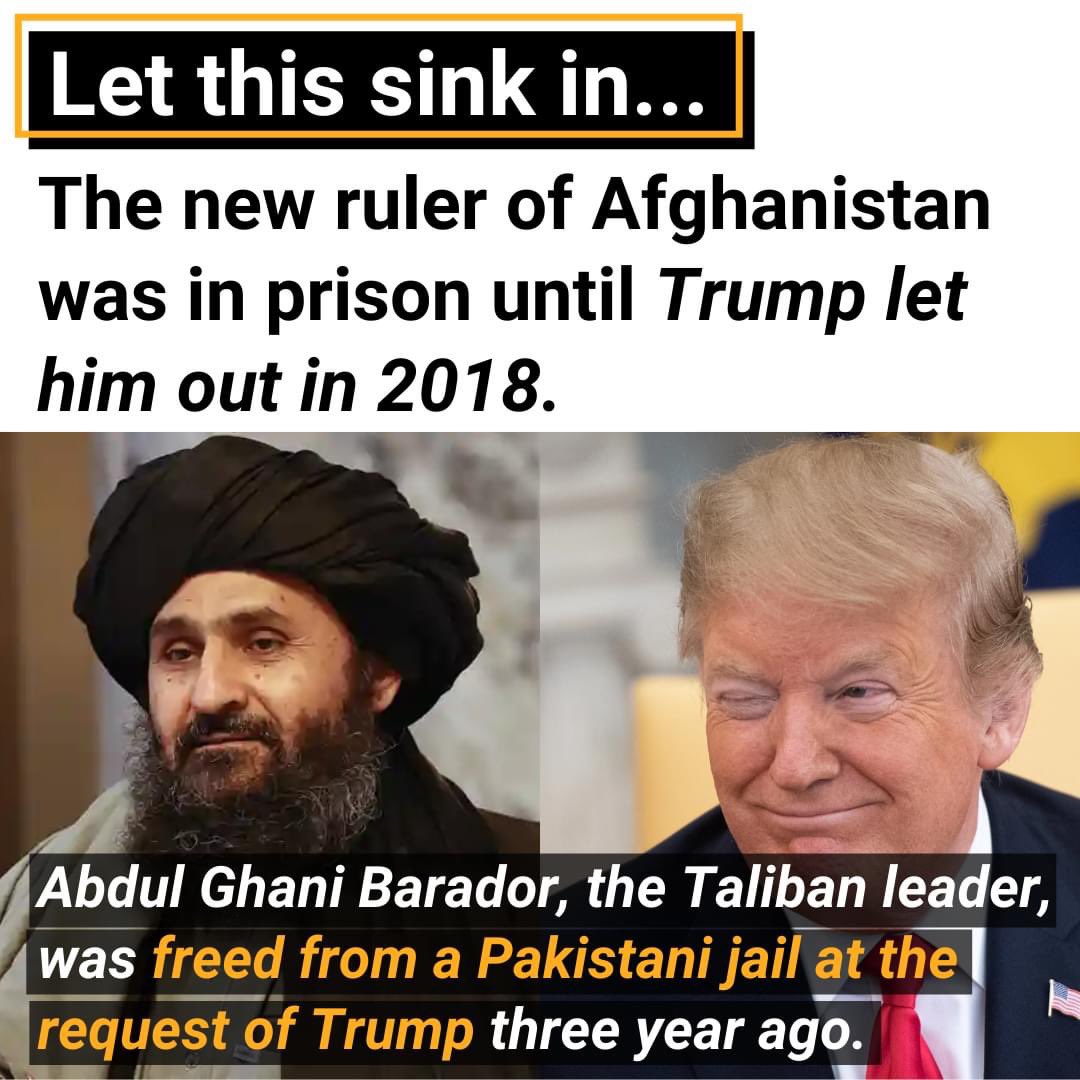 Let this sink in...
The new ruler of Afghanistan
was in prison until Trump let
him out in 2018.
Abdul Ghani Barador, the Taliban leader,
was freed from a Pakistani jail at the
request of Trump three year ago.